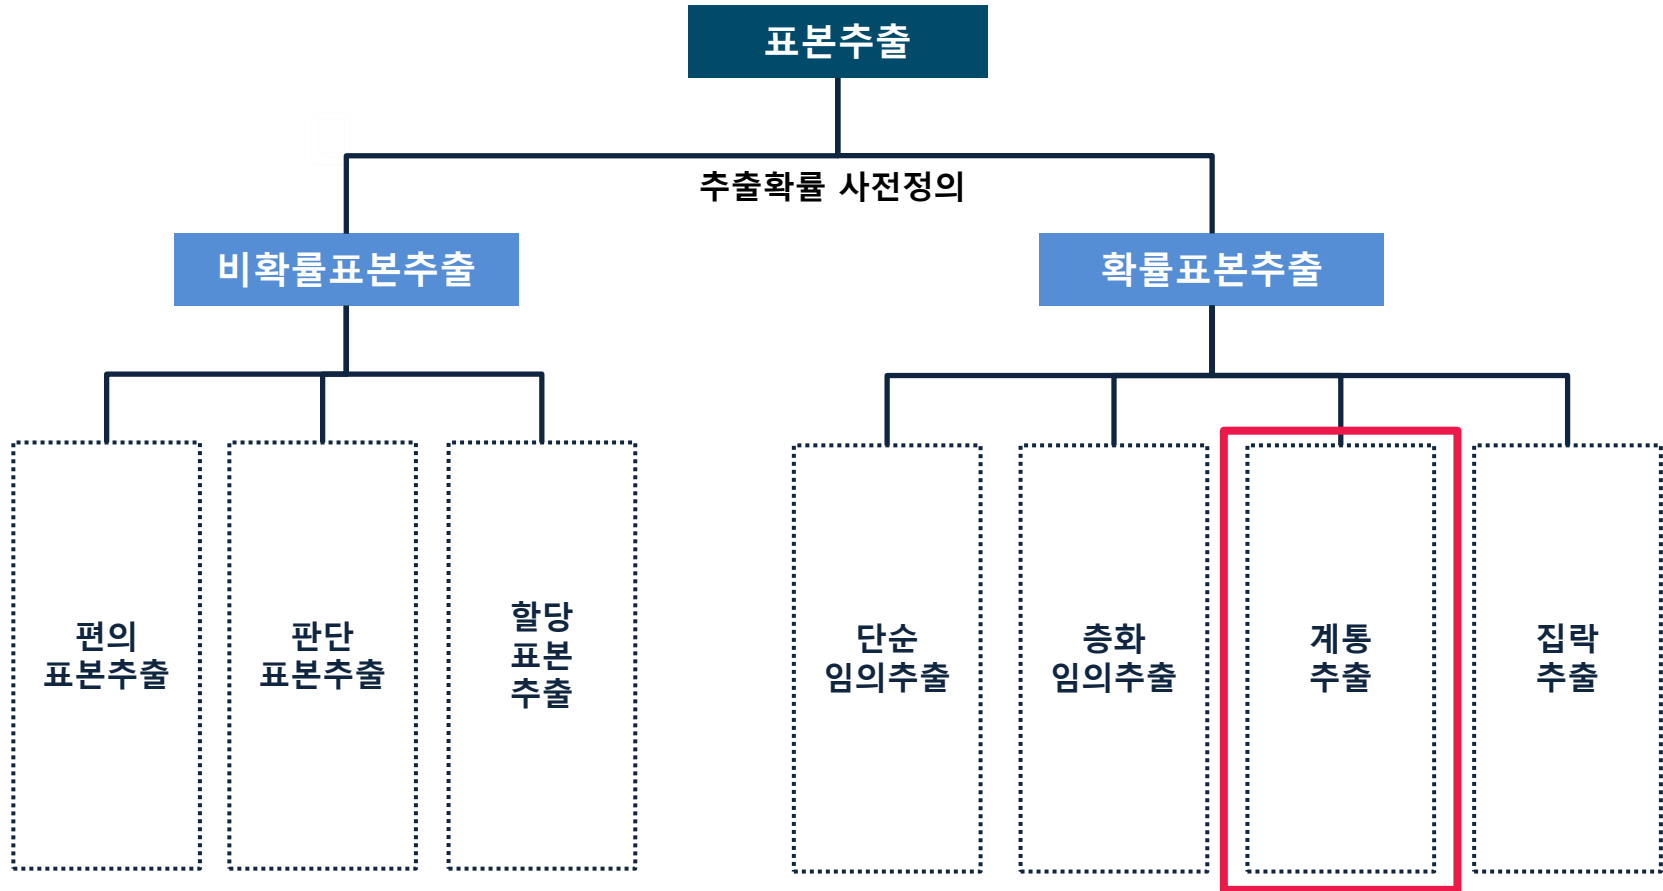 표본추출
추출확률 사전정의
비확률표본추출
확률표본추출
편의
표본추출
판단
표본추출
할당
표본
추출
단순
임의추출
층화
임의추출
계통
추출
집락
추출